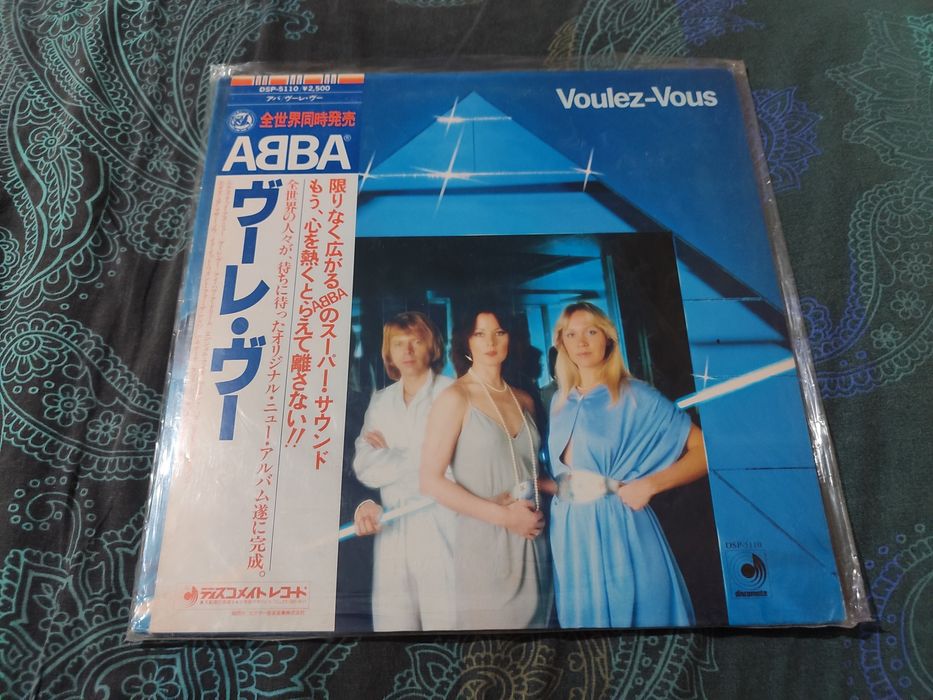 DSP-5110/¥2,500
アバ/ヴーレ・ヴー
全世界同時発売
ABBA®
ヴーレ・ヴー
限りなく広がるABBAのスーパー・サウンド
もう、心を熱くとらえて離さない!!
全世界の人々が、待ちに待ったオリジナル・ニュー・アルバム遂に完成。
ディスコメイトレコード
Voulez-Vous
DSP-5110
discomate